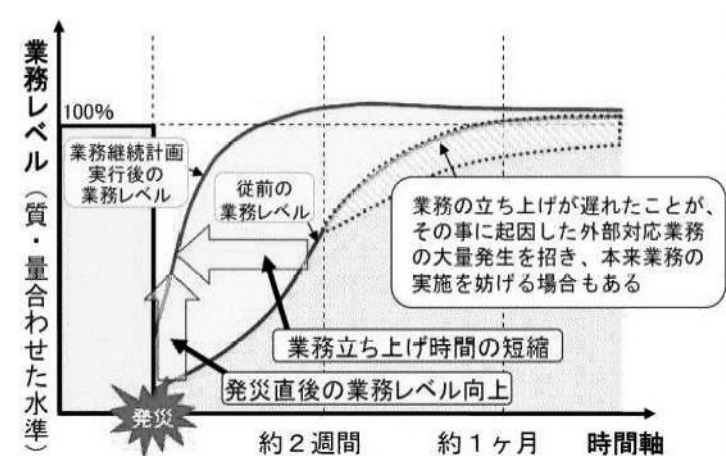 業務レベル（質・量合わせた水準）
100%
業務継続計画
実行後の
業務レベル
従前の
業務レベル
業務の立ち上げが遅れたことが、
その事に起因した外部対応業務
の大量発生を招き、本来業務の
実施を妨げる場合もある
業務立ち上げ時間の短縮
発災直後の業務レベル向上
発災
約２週間
約１ヶ月
時間軸